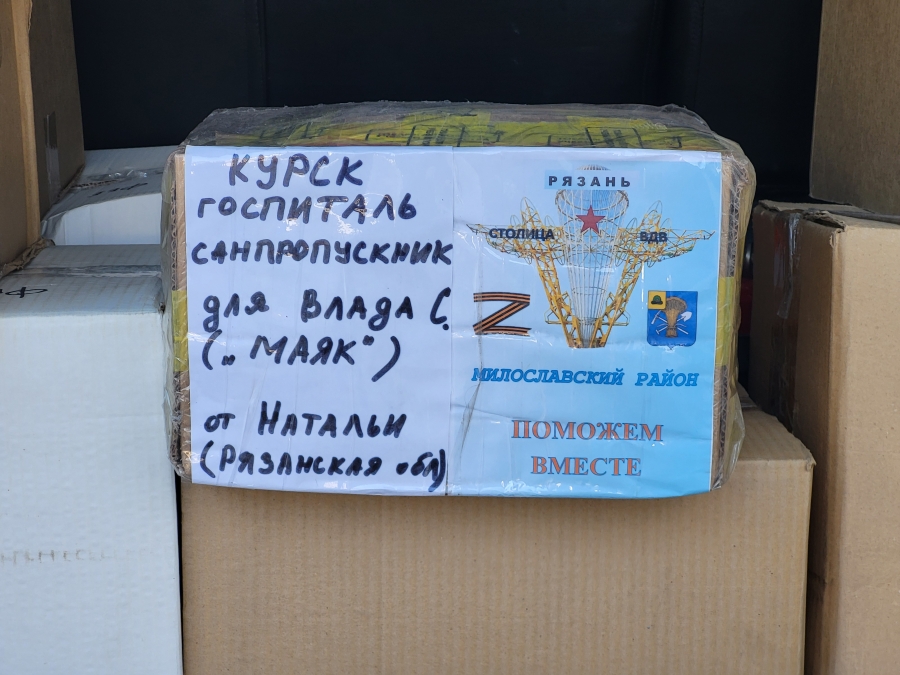 КУРСК
ГОСПИТАЛЬ
САНПРОПУСКНИК
для ВЛАДА С.
(„МАЯК")
от НАТАЛЬИ
(РЯЗАНСКАЯ обл)
РЯЗАНЬ
СТОЛИЦА ВДВ
Z
МИЛОСЛАВСКИЙ РАЙОН
ПОМОЖЕМ
ВМЕСТЕ